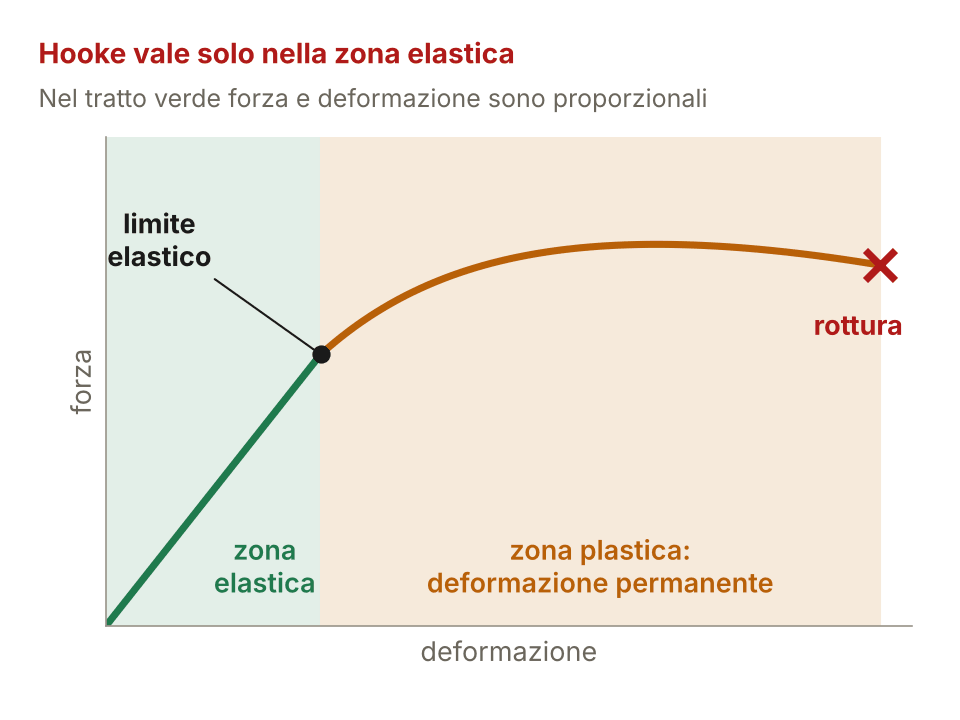 Hooke vale solo nella zona elastica
Nel tratto verde forza e deformazione sono proporzionali
limite
elastico
rottura
forza
zona
elastica
zona plastica:
deformazione permanente
deformazione